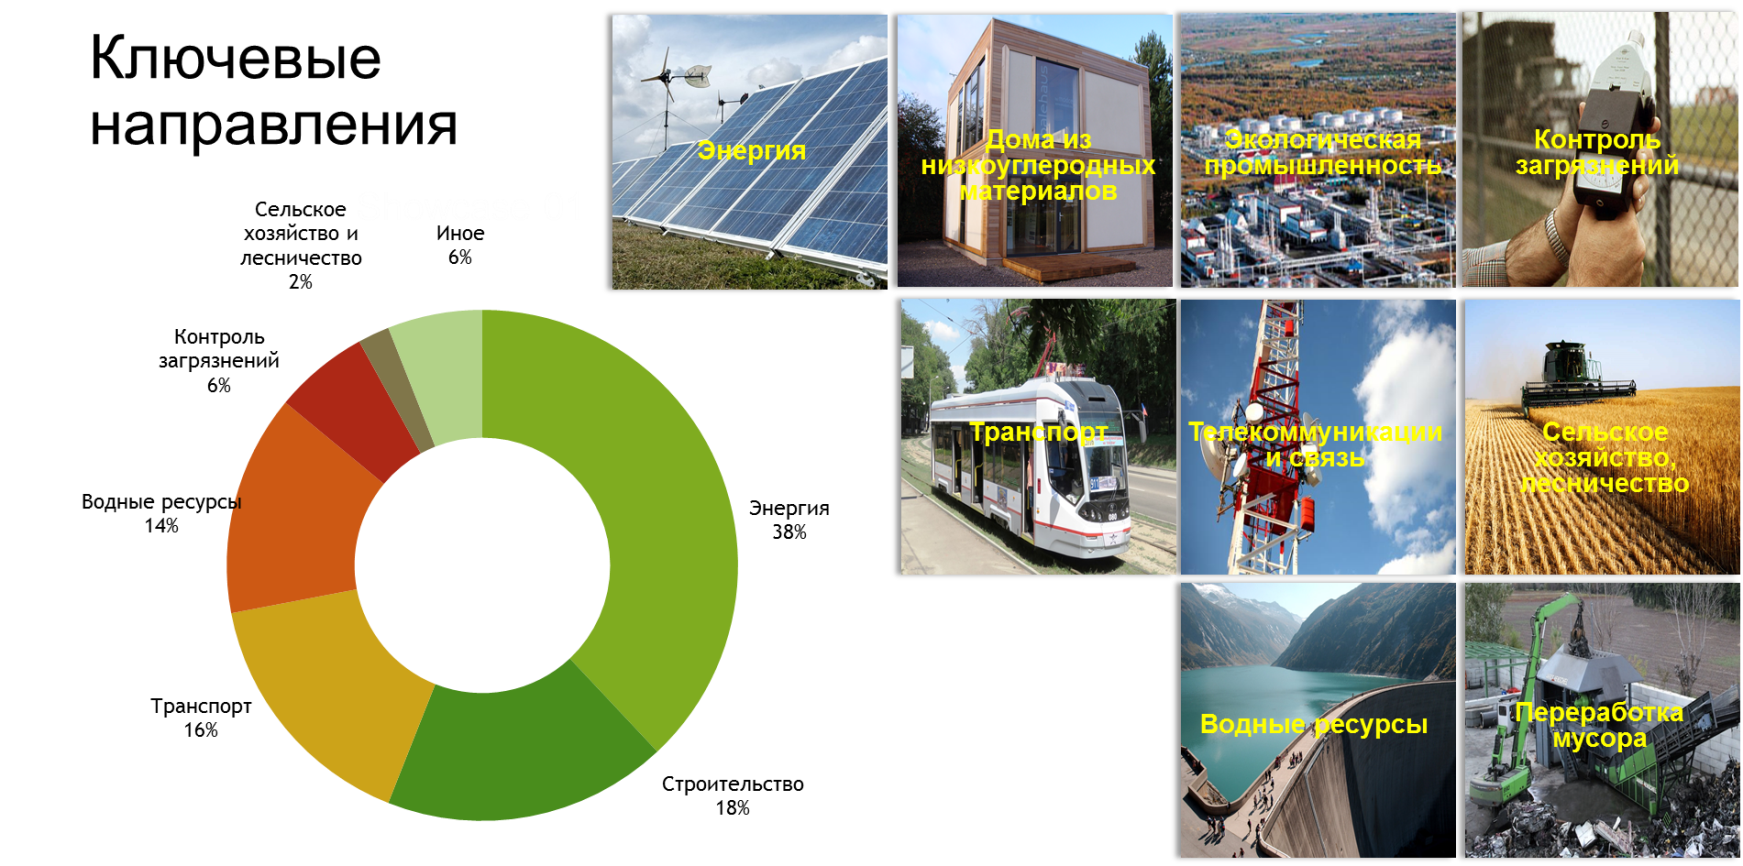 Ключевые
направления
Сельское
хозяйство и
лесничество
2%
Иное
6%
Контроль
загрязнений
6%
Водные ресурсы
14%
Энергия
38%
Транспорт
16%
Строительство
18%
Энергия
Дома из
низкоуглеродных
материалов
Экологическая
промышленность
Контроль
загрязнений
Транспорт
Телекоммуникации
и связь
Сельское
хозяйство,
лесничество
Водные ресурсы
Переработка
мусора